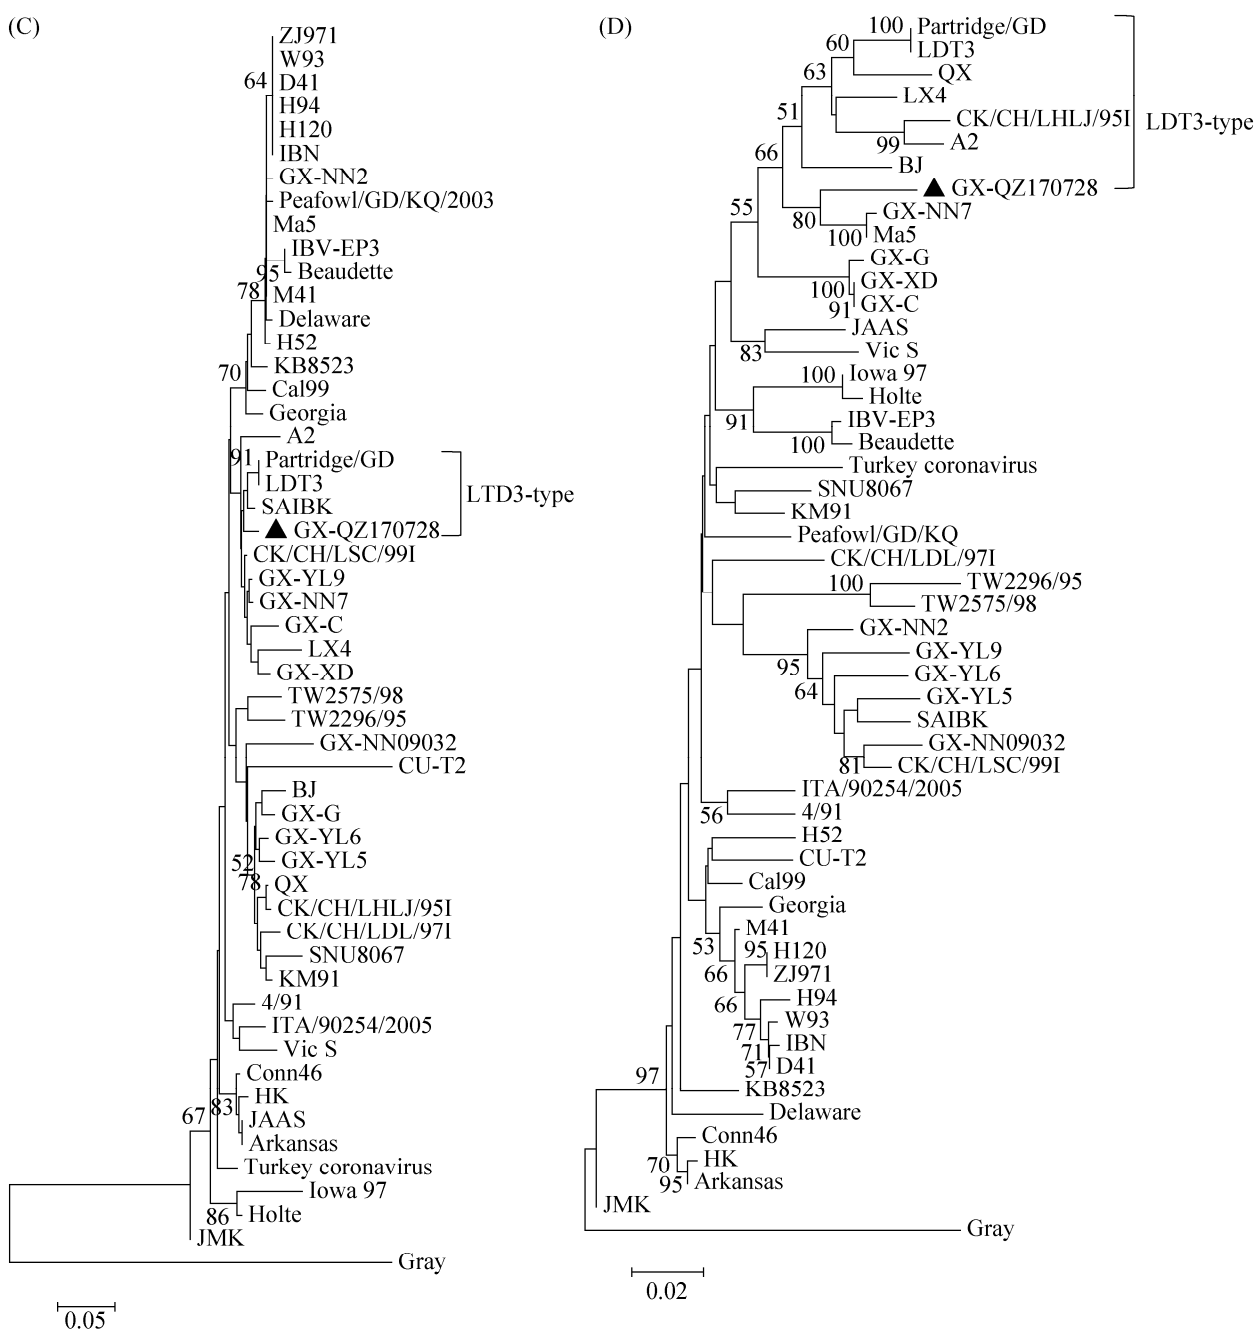 (C)
ZJ971
W93
64
D41
H94
H120
IBN
GX-NN2
Peafowl/GD/KQ/2003
Ma5
IBV-EP3
95
Beaudette
78
M41
Delaware
H52
70
KB8523
Cal99
Georgia
A2
91
Partridge/GD
LDT3
SAIBK
LTD3-type
GX-QZ170728
CK/CH/LSC/99I
GX-YL9
GX-NN7
GX-C
LX4
GX-XD
TW2575/98
TW2296/95
GX-NN09032
CU-T2
BJ
GX-G
GX-YL6
52
GX-YL5
78
QX
CK/CH/LHLJ/95I
CK/CH/LDL/97I
SNU8067
KM91
4/91
ITA/90254/2005
Vic S
Conn46
83
HK
67
JAAS
Arkansas
Turkey coronavirus
Iowa 97
86
Holte
JMK
Gray
0.05
(D)
100
Partridge/GD
60
LDT3
63
QX
LX4
51
CK/CH/LHLJ/95I
LDT3-type
99
A2
66
BJ
GX-QZ170728
55
80
GX-NN7
100
Ma5
GX-G
100
GX-XD
91
GX-C
JAAS
83
Vic S
100
Iowa 97
Holte
91
IBV-EP3
100
Beaudette
Turkey coronavirus
SNU8067
KM91
Peafowl/GD/KQ
CK/CH/LDL/97I
100
TW2296/95
TW2575/98
GX-NN2
95
GX-YL9
64
GX-YL6
GX-YL5
SAIBK
GX-NN09032
81
CK/CH/LSC/99I
ITA/90254/2005
56
4/91
H52
CU-T2
Cal99
Georgia
53
M41
95
H120
66
ZJ971
66
H94
77
W93
71
IBN
57
D41
97
KB8523
Delaware
Conn46
70
HK
95
Arkansas
JMK
Gray
0.02